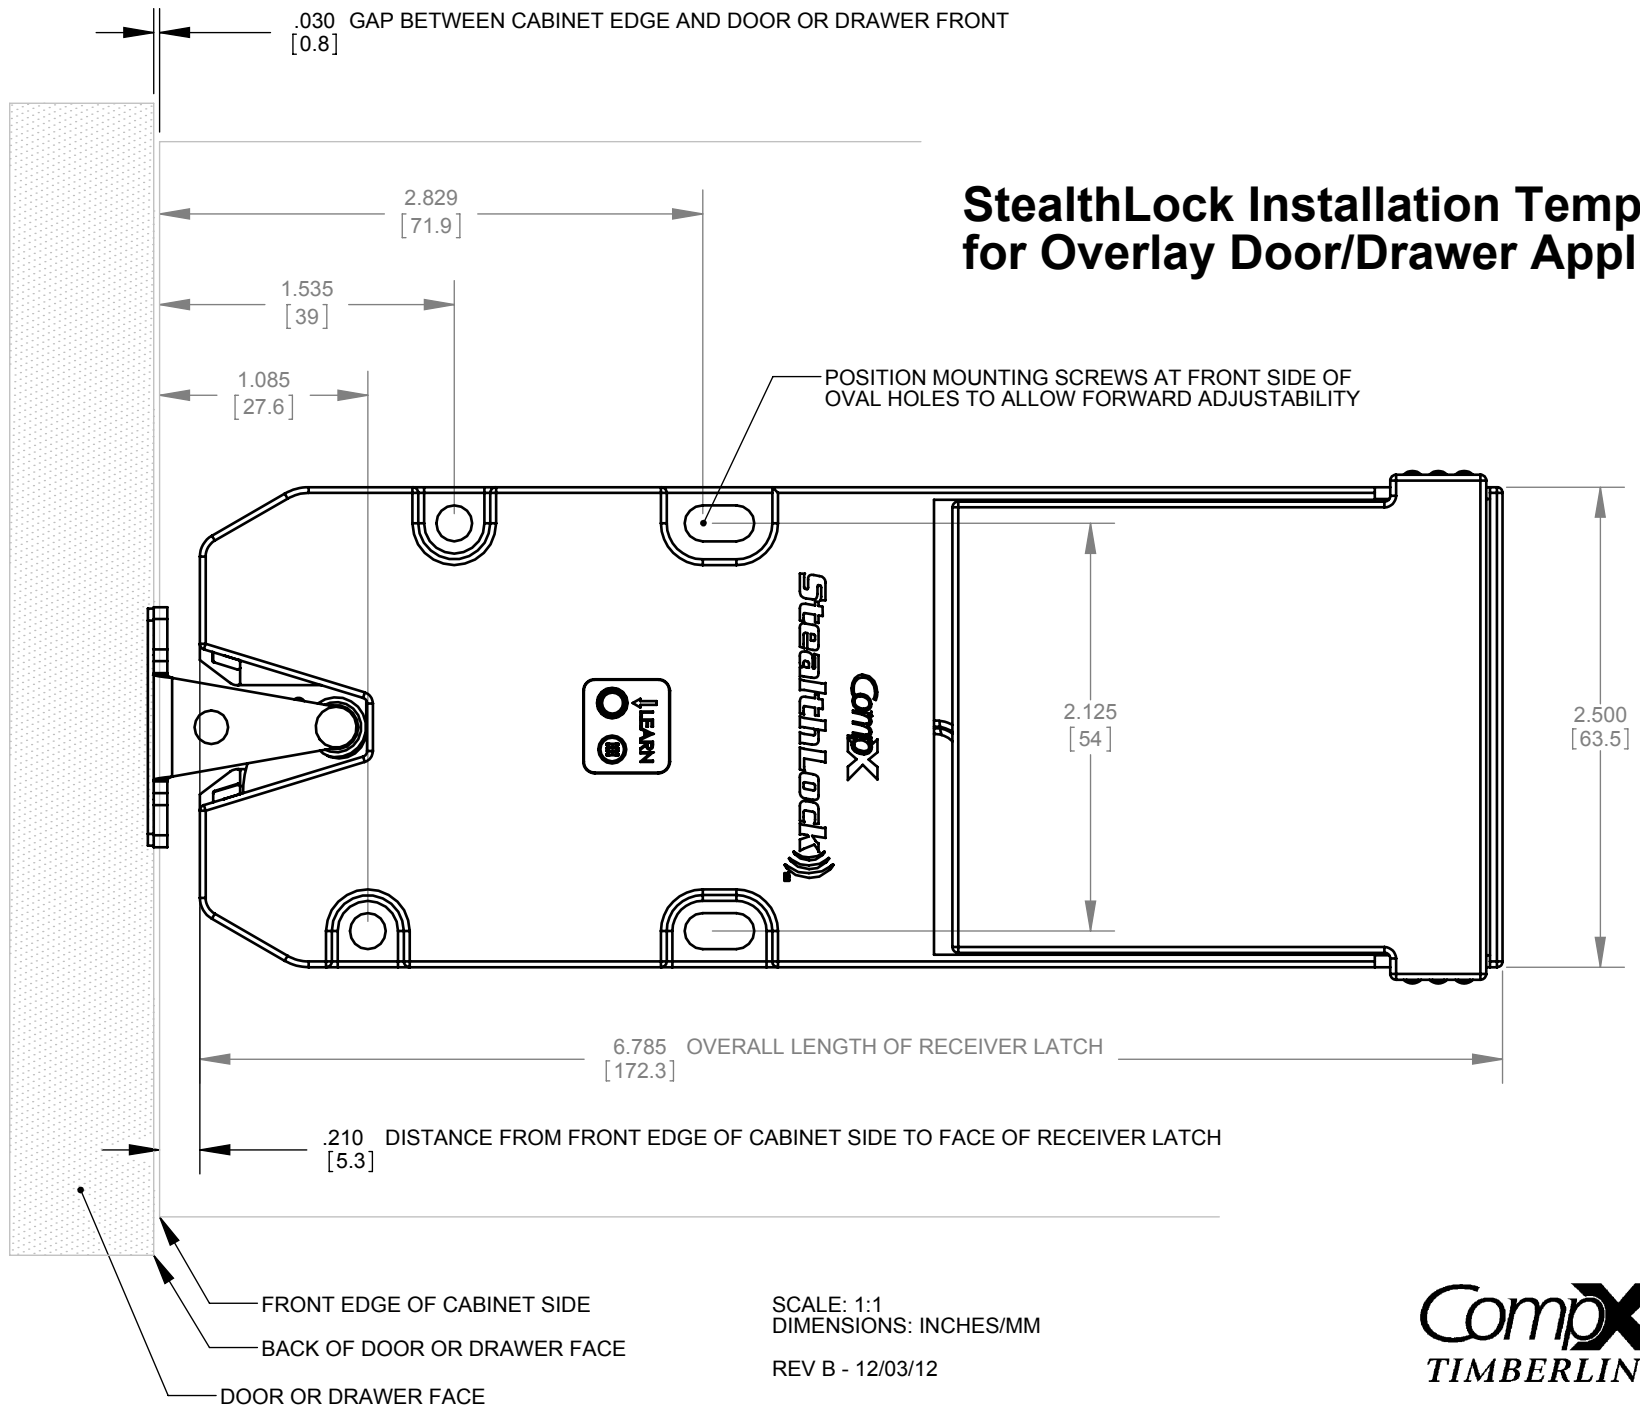 .030 GAP BETWEEN CABINET EDGE AND DOOR OR DRAWER FRONT
[0.8]
StealthLock Installation Temp
for Overlay Door/Drawer Appl
2.829
[71.9]
1.535
[39]
1.085
[27.6]
POSITION MOUNTING SCREWS AT FRONT SIDE OF
OVAL HOLES TO ALLOW FORWARD ADJUSTABILITY
LEARN
StealthLock
CompX
2.125
[54]
2.500
[63.5]
6.785 OVERALL LENGTH OF RECEIVER LATCH
[172.3]
.210 DISTANCE FROM FRONT EDGE OF CABINET SIDE TO FACE OF RECEIVER LATCH
[5.3]
FRONT EDGE OF CABINET SIDE
BACK OF DOOR OR DRAWER FACE
DOOR OR DRAWER FACE
SCALE: 1:1
DIMENSIONS: INCHES/MM
REV B - 12/03/12
CompX
TIMBERLIN